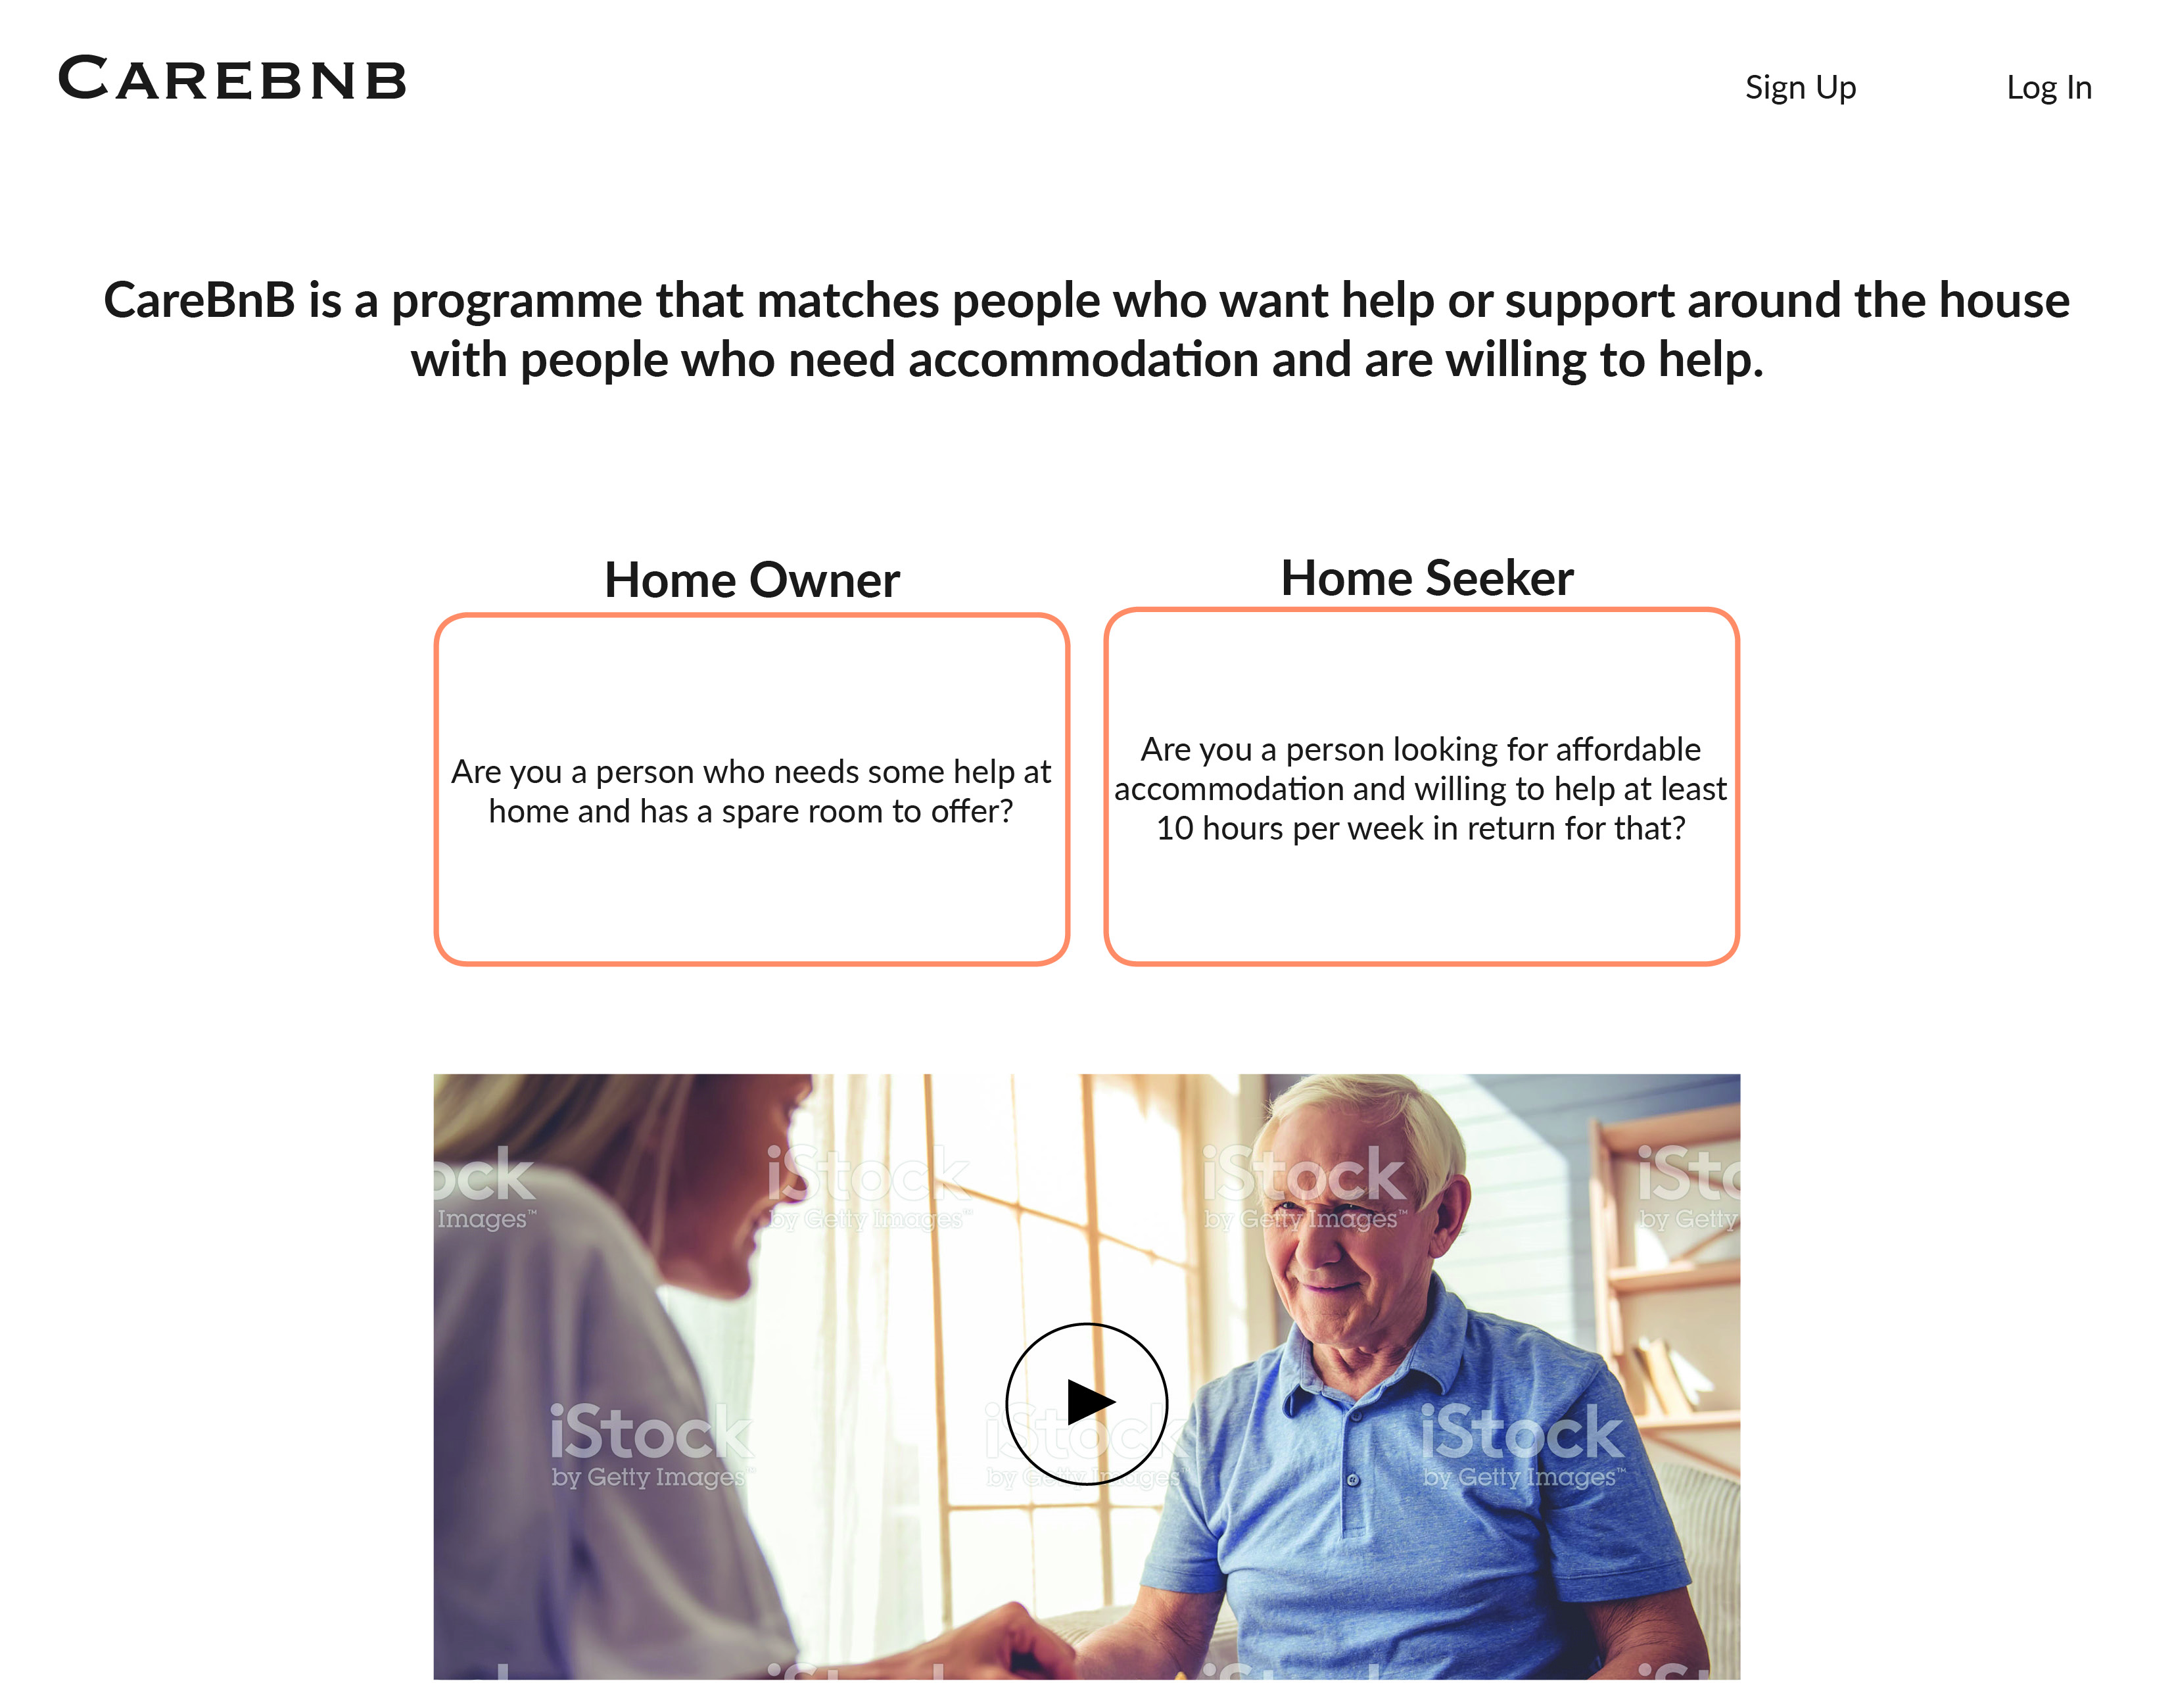 CAREBNB
Sign Up
Log In
CareBnB is a programme that matches people who want help or support around the house
with people who need accommodation and are willing to help.
Home Owner
Home Seeker
Are you a person who needs some help at
home and has a spare room to offer?
Are you a person looking for affordable
accommodation and willing to help at least
10 hours per week in return for that?
ock
Images™
iStock
by Getty Images™
iStock
by Getty Images™
iSto
by Getty
iStock
by Getty Images™
iStock
by Getty Images
iStock
by Getty Images™